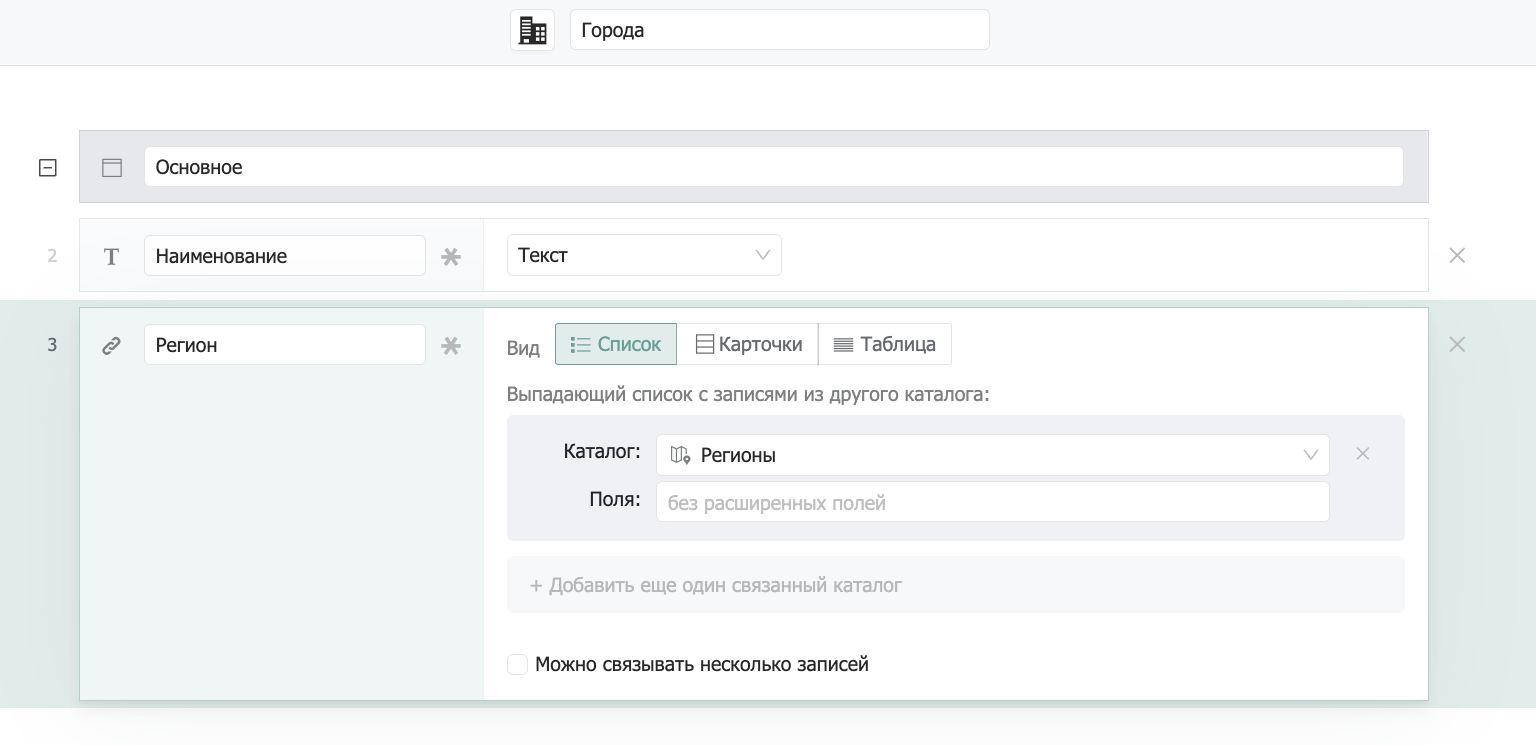 Города
Основное
2 T Наименование Текст
3 Регион Вид Список Карточки Таблица
Выпадающий список с записями из другого каталога:
Каталог: Регионы
Поля: без расширенных полей
+ Добавить еще один связанный каталог
Можно связывать несколько записей